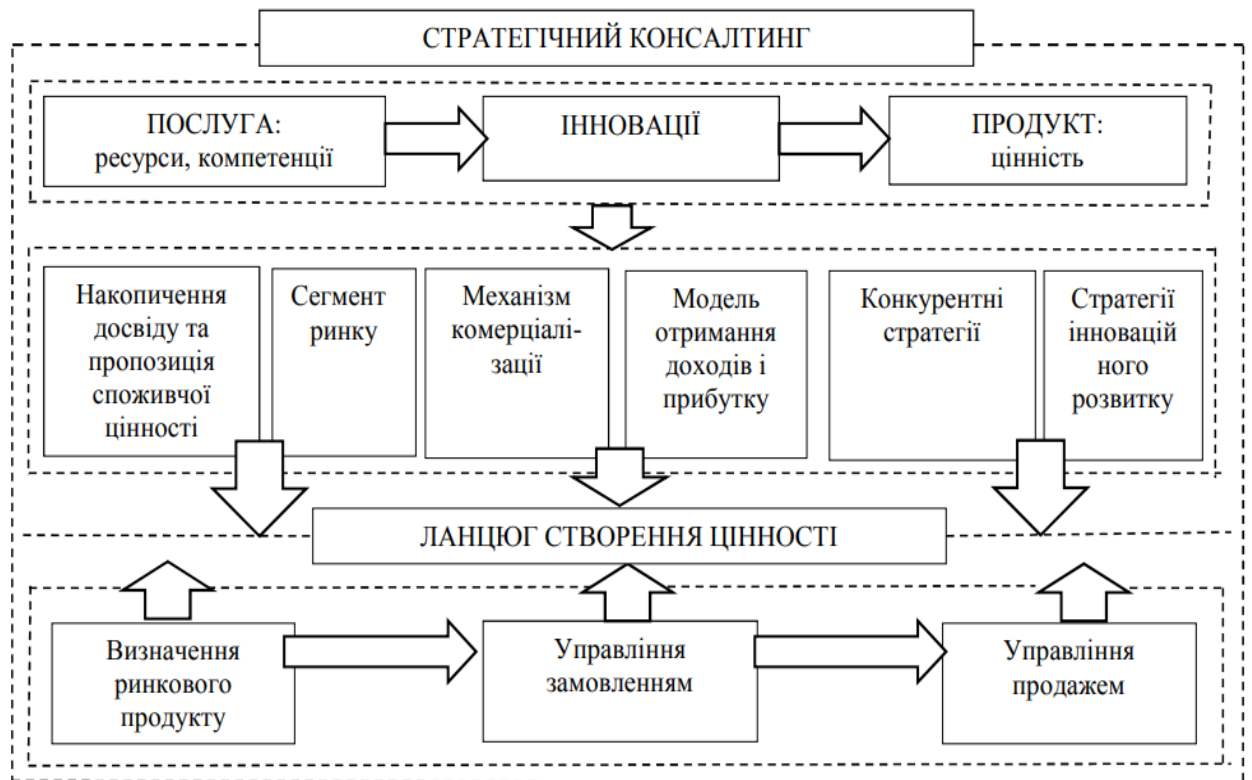 СТРАТЕГІЧНИЙ КОНСАЛТИНГ
ПОСЛУГА:
ресурси, компетенції
ІННОВАЦІЇ
ПРОДУКТ:
цінність
Накопичення
досвіду та
пропозиція
споживчої
цінності
Сегмент
ринку
Механізм
комерціалі-
зації
Модель
отримання
доходів і
прибутку
Конкурентні
стратегії
Стратегії
інновацій
ного
розвитку
ЛАНЦЮГ СТВОРЕННЯ ЦІННОСТІ
Визначення
ринкового
продукту
Управління
замовленням
Управління
продажем